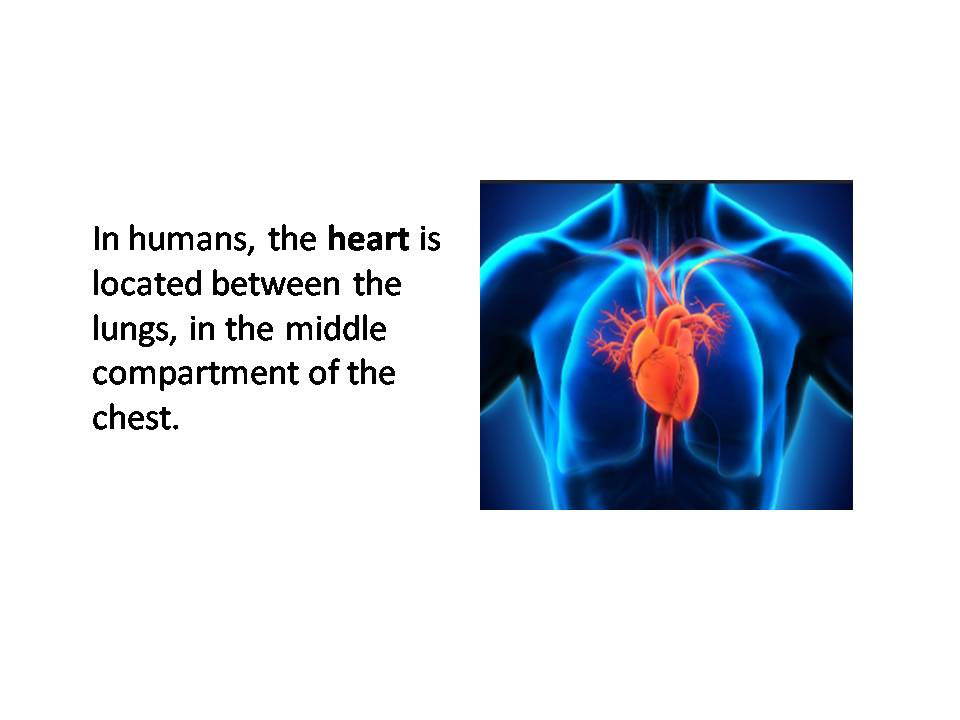 In humans, the heart is
located between the
lungs, in the middle
compartment of the
chest.